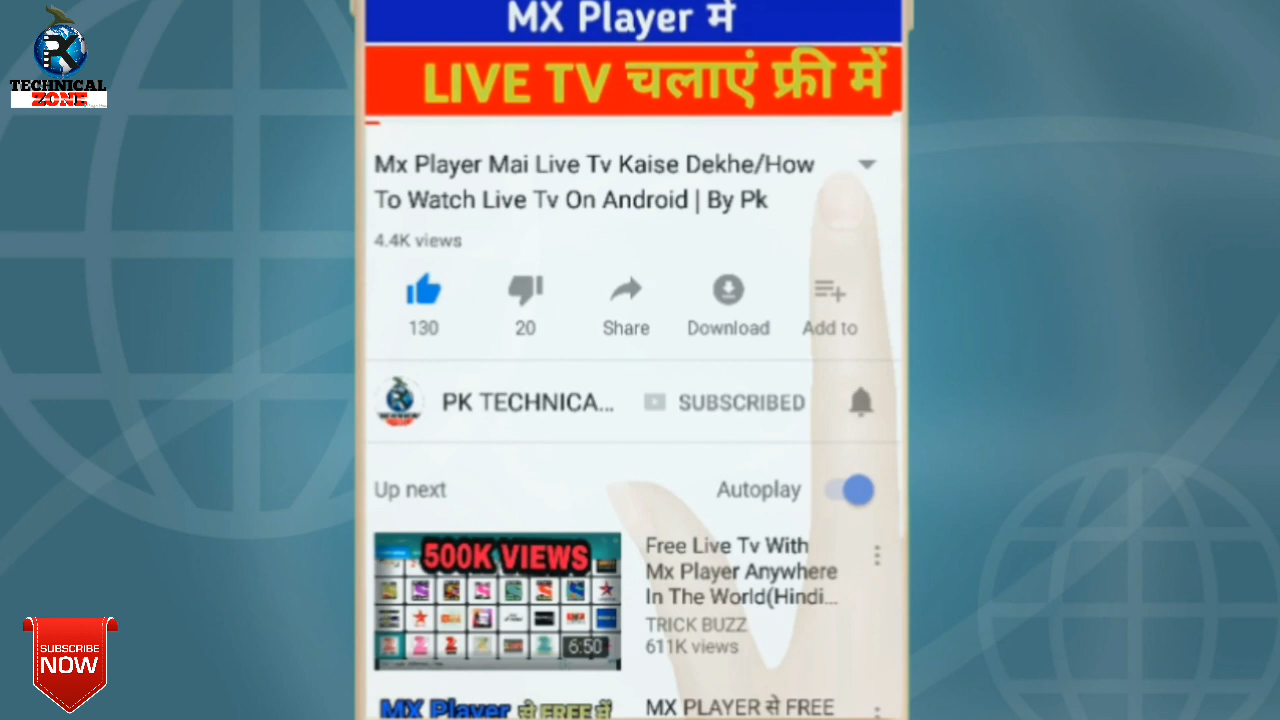 MX Player में
LIVE TV चलाएं फ्री में
TECHNICAL
ZONE
Mx Player Mai Live Tv Kaise Dekhe/How
To Watch Live Tv On Android | By Pk
4.4K views
130
20
Share
Download
Add to
PK TECHNICA...
SUBSCRIBED
Up next
Autoplay
500K VIEWS
6:50
Free Live Tv With
Mx Player Anywhere
In The World(Hindi...
TRICK BUZZ
611K views
SUBSCRIBE
NOW
MX Player से FREE में
MX PLAYER से FREE